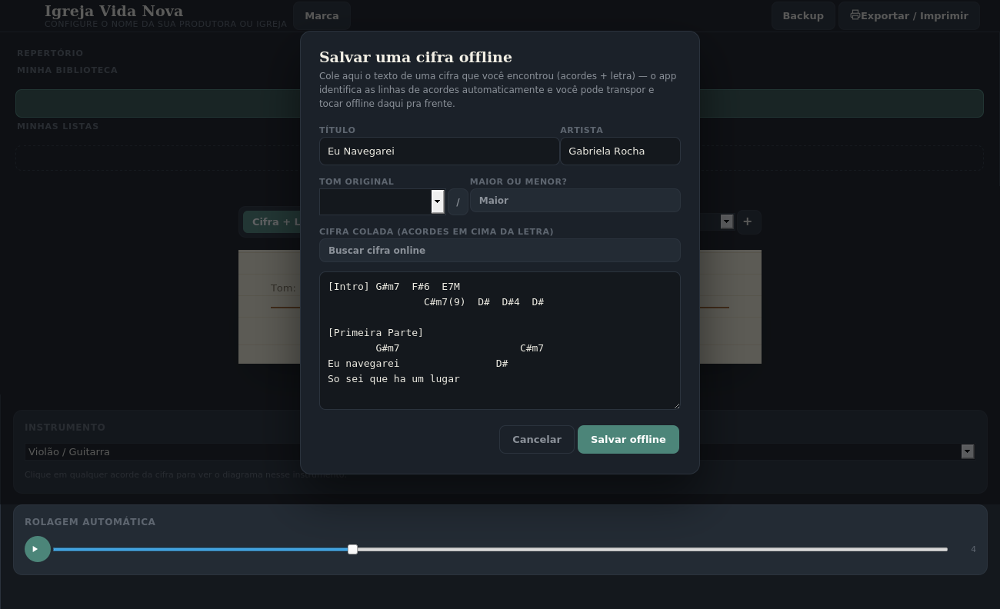 Igreja Vida Nova
CONFIGURE O NOME DA SUA PRODUTORA OU IGREJA
Marca
Backup
Exportar / Imprimir
REPERTÓRIO
MINHA BIBLIOTECA
MINHAS LISTAS
Salvar uma cifra offline
Cole aqui o texto de uma cifra que você encontrou (acordes + letra) — o app
identifica as linhas de acordes automaticamente e você pode transpor e
tocar offline daqui pra frente.
TÍTULO
ARTISTA
Eu Navegarei
Gabriela Rocha
TOM ORIGINAL
MAIOR OU MENOR?
/
Maior
CIFRA COLADA (ACORDES EM CIMA DA LETRA)
Buscar cifra online
[Intro] G#m7  F#6  E7M
                C#m7(9)  D#  D#4  D#
[Primeira Parte]
        G#m7                    C#m7
Eu navegarei                D#
So sei que ha um lugar
Cancelar
Salvar offline
Cifra + L
+
Tom:
INSTRUMENTO
Violão / Guitarra
Clique em qualquer acorde da cifra para ver o diagrama nesse instrumento.
ROLAGEM AUTOMÁTICA
4